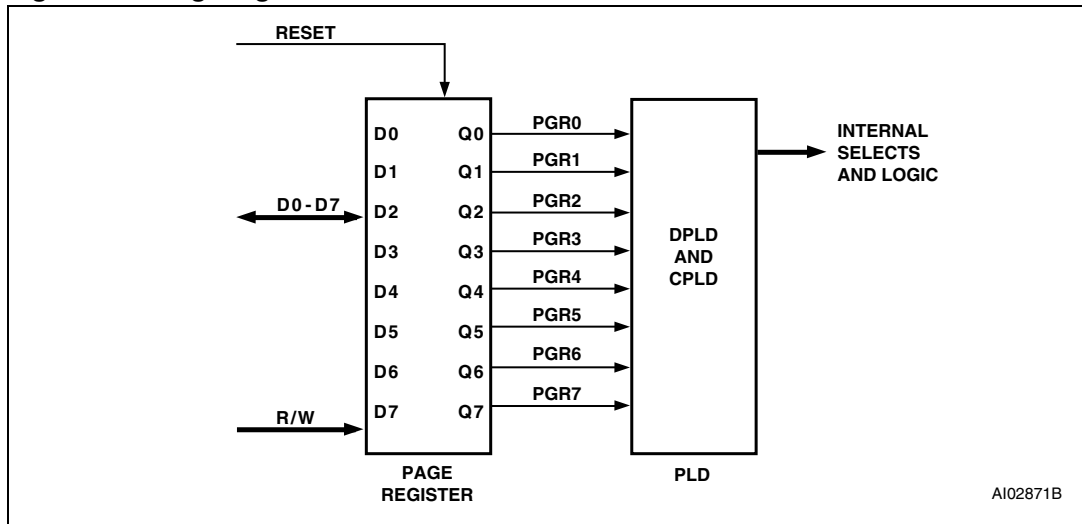 RESET
D0 Q0 PGR0
D1 Q1 PGR1
D0-D7 D2 Q2 PGR2
D3 Q3 PGR3
D4 Q4 PGR4
D5 Q5 PGR5
D6 Q6 PGR6
R/W D7 Q7 PGR7
PAGE
REGISTER
DPLD
AND
CPLD
PLD
INTERNAL
SELECTS
AND LOGIC
AI02871B